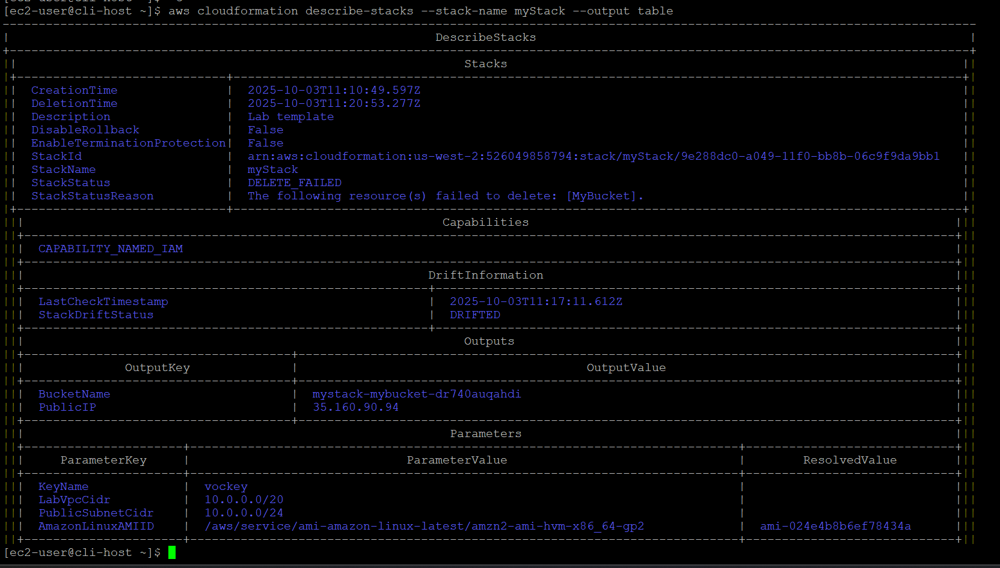 [ec2-user@cli-host ~]$ aws cloudformation describe-stacks --stack-name myStack --output table
DescribeStacks
Stacks
CreationTime | 2025-10-03T11:10:49.597Z
DeletionTime | 2025-10-03T11:20:53.277Z
Description | Lab template
DisableRollback | False
EnableTerminationProtection| False
StackId | arn:aws:cloudformation:us-west-2:526049858794:stack/myStack/9e288dc0-a049-11f0-bb8b-06c9f9da9bb1
StackName | myStack
StackStatus | DELETE_FAILED
StackStatusReason | The following resource(s) failed to delete: [MyBucket].
Capabilities
CAPABILITY_NAMED_IAM
DriftInformation
LastCheckTimestamp | 2025-10-03T11:17:11.612Z
StackDriftStatus | DRIFTED
Outputs
OutputKey | OutputValue
BucketName | mystack-mybucket-dr740auqahdi
PublicIP | 35.160.90.94
Parameters
ParameterKey | ParameterValue | ResolvedValue
KeyName | vockey |
LabVpcCidr | 10.0.0.0/20 |
PublicSubnetCidr | 10.0.0.0/24 |
AmazonLinuxAMIID | /aws/service/ami-amazon-linux-latest/amzn2-ami-hvm-x86_64-gp2 | ami-024e4b8b6ef78434a
[ec2-user@cli-host ~]$